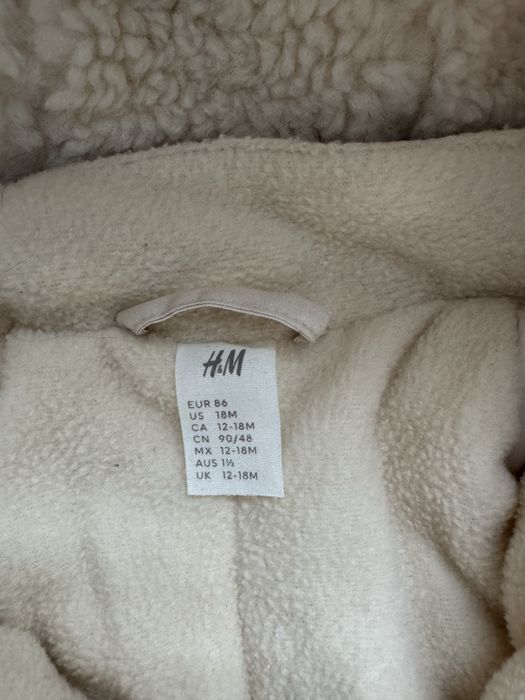 H&M
EUR 86
US 18M
CA 12-18M
CN 90/48
MX 12-18M
AUS 1½
UK 12-18M